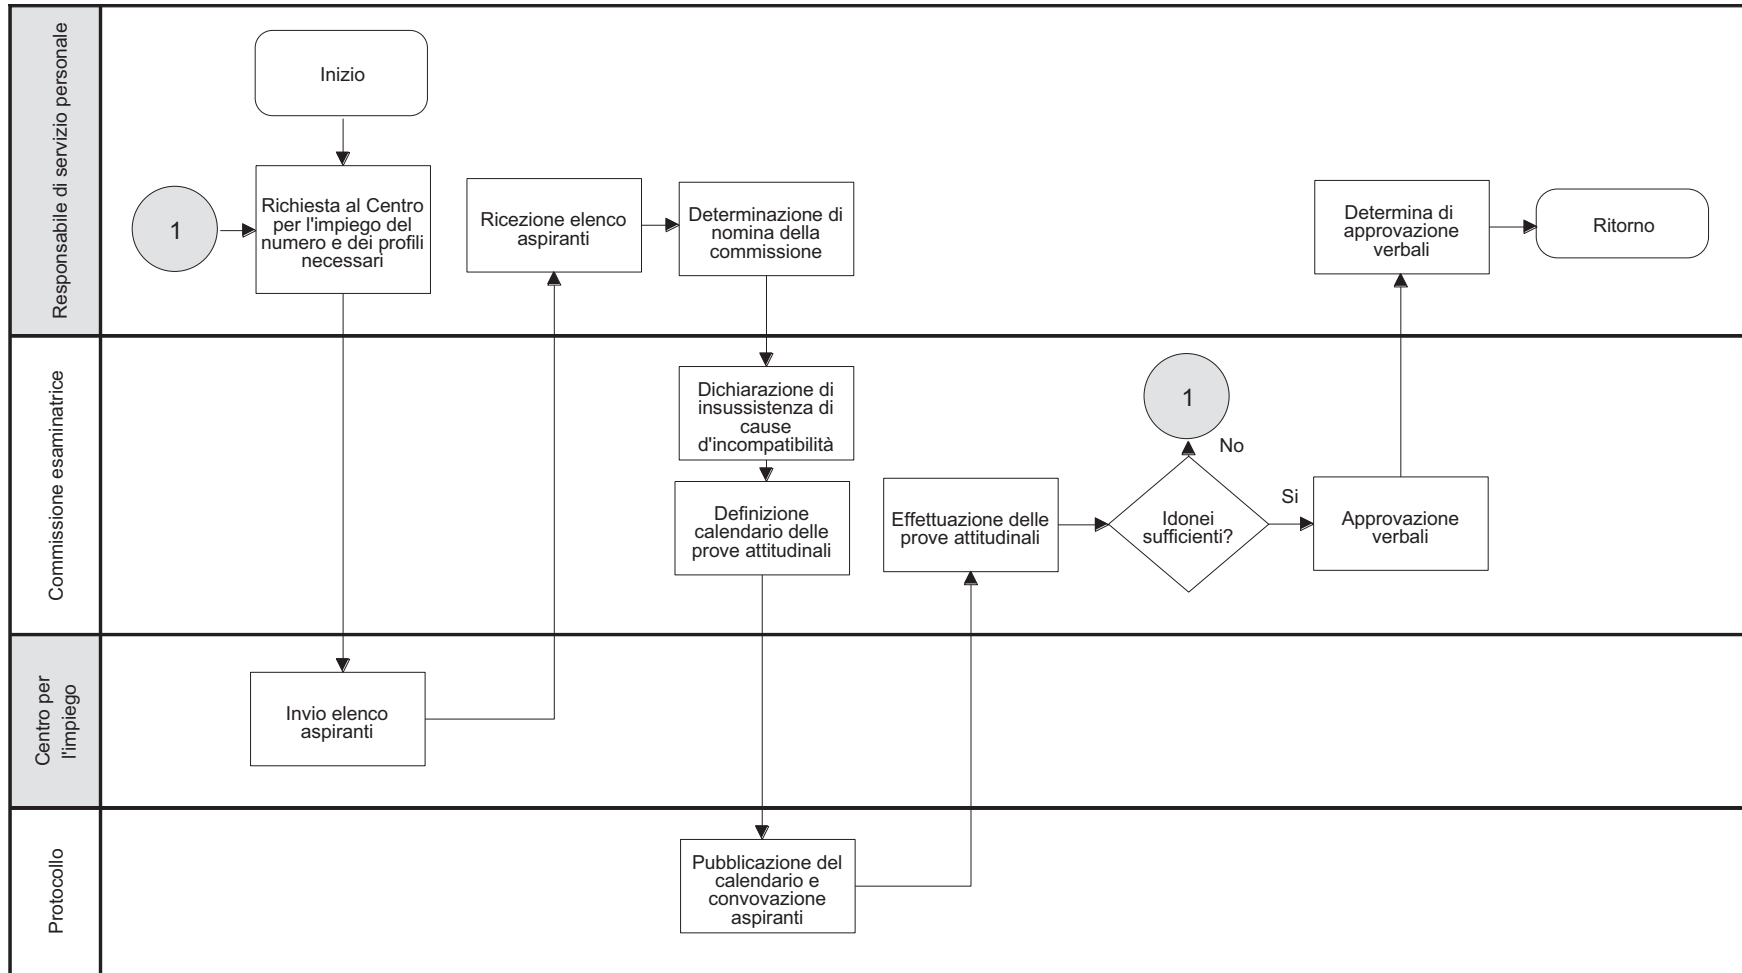 Responsabile di servizio personale
Inizio
1
Richiesta al Centro
per l'impiego del
numero e dei profili
necessari
Ricezione elenco
aspiranti
Determinazione di
nomina della
commissione
Determina di
approvazione
verbali
Ritorno
Commissione esaminatrice
Dichiarazione di
insussistenza di
cause
d'incompatibilità
Definizione
calendario delle
prove attitudinali
Effettuazione delle
prove attitudinali
1
No
Idonei
sufficienti?
Si
Approvazione
verbali
Centro per
l'impiego
Invio elenco
aspiranti
Protocollo
Pubblicazione del
calendario e
convovazione
aspiranti